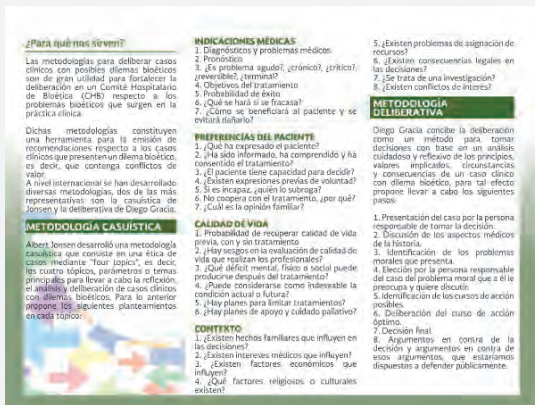 ¿Para qué nos sirven?
Las metodologías para deliberar casos
clínicos con posibles dilemas bioéticos
son de gran utilidad para fortalecer la
deliberación en un Comité Hospitalario
de Bioética (CHB) respecto a los
problemas bioéticos que surgen en la
práctica clínica.
Dichas metodologías constituyen
una herramienta para la emisión de
recomendaciones respecto a los casos
clínicos que presenten un dilema bioético,
es decir, que contenga conflictos de
valor.
A nivel internacional se han desarrollado
diversas metodologías, dos de las más
representativas son la casuística de
Jonsen y la deliberativa de Diego Gracia.
METODOLOGÍA CASUÍSTICA
Albert Jonsen desarrolló una metodología
casuística que consiste en una ética de
casos mediante "four topics", es decir,
los cuatro tópicos, parámetros o temas
principales para llevar a cabo la reflexión,
el análisis y deliberación de casos clínicos
con dilemas bioéticos. Para lo anterior
propone los siguientes planteamientos
en cada tópico:
INDICACIONES MÉDICAS
1. Diagnósticos y problemas médicos
2. Pronóstico
3. ¿Es problema agudo?, ¿crónico?, ¿crítico?,
¿reversible?, ¿terminal?
4. Objetivos del tratamiento
5. Probabilidad de éxito
6. ¿Qué se hará si se fracasa?
7. ¿Cómo se beneficiará al paciente y se
evitará dañarlo?
PREFERENCIAS DEL PACIENTE
1. ¿Qué ha expresado el paciente?
2. ¿Ha sido informado, ha comprendido y ha
consentido el tratamiento?
3. ¿El paciente tiene capacidad para decidir?
4. ¿Existen expresiones previas de voluntad?
5. Si es incapaz, ¿quién lo subroga?
6. No coopera con el tratamiento, ¿por qué?
7. ¿Cuál es la opinión familiar?
CALIDAD DE VIDA
1. Probabilidad de recuperar calidad de vida
previa, con y sin tratamiento
2. ¿Hay sesgos en la evaluación de calidad de
vida que realizan los profesionales?
3. ¿Qué déficit mental, físico o social puede
producirse después del tratamiento?
4. ¿Puede considerarse como indeseable la
condición actual o futura?
5. ¿Hay planes para limitar tratamientos?
6. ¿Hay planes de apoyo y cuidado paliativo?
CONTEXTO
1. ¿Existen hechos familiares que influyen en
las decisiones?
2. ¿Existen intereses médicos que influyen?
3. ¿Existen factores económicos que
influyen?
4. ¿Qué factores religiosos o culturales
existen?
5. ¿Existen problemas de asignación de
recursos?
6. ¿Existen consecuencias legales en
las decisiones?
7. ¿Se trata de una investigación?
8. ¿Existen conflictos de interés?
METODOLOGÍA
DELIBERATIVA
Diego Gracia concibe la deliberación
como un método para tomar
decisiones con base en un análisis
cuidadoso y reflexivo de los principios,
valores implicados, circunstancias
y consecuencias de un caso clínico
con dilema bioético, para tal efecto
propone llevar a cabo los siguientes
pasos:
1. Presentación del caso por la persona
responsable de tomar la decisión.
2. Discusión de los aspectos médicos
de la historia.
3. Identificación de los problemas
morales que presenta.
4. Elección por la persona responsable
del caso del problema moral que a él le
preocupa y quiere discutir.
5. Identificación de los cursos de acción
posibles.
6. Deliberación del curso de acción
óptimo.
7. Decisión final.
8. Argumentos en contra de la
decisión y argumentos en contra de
esos argumentos, que estaríamos
dispuestos a defender públicamente.